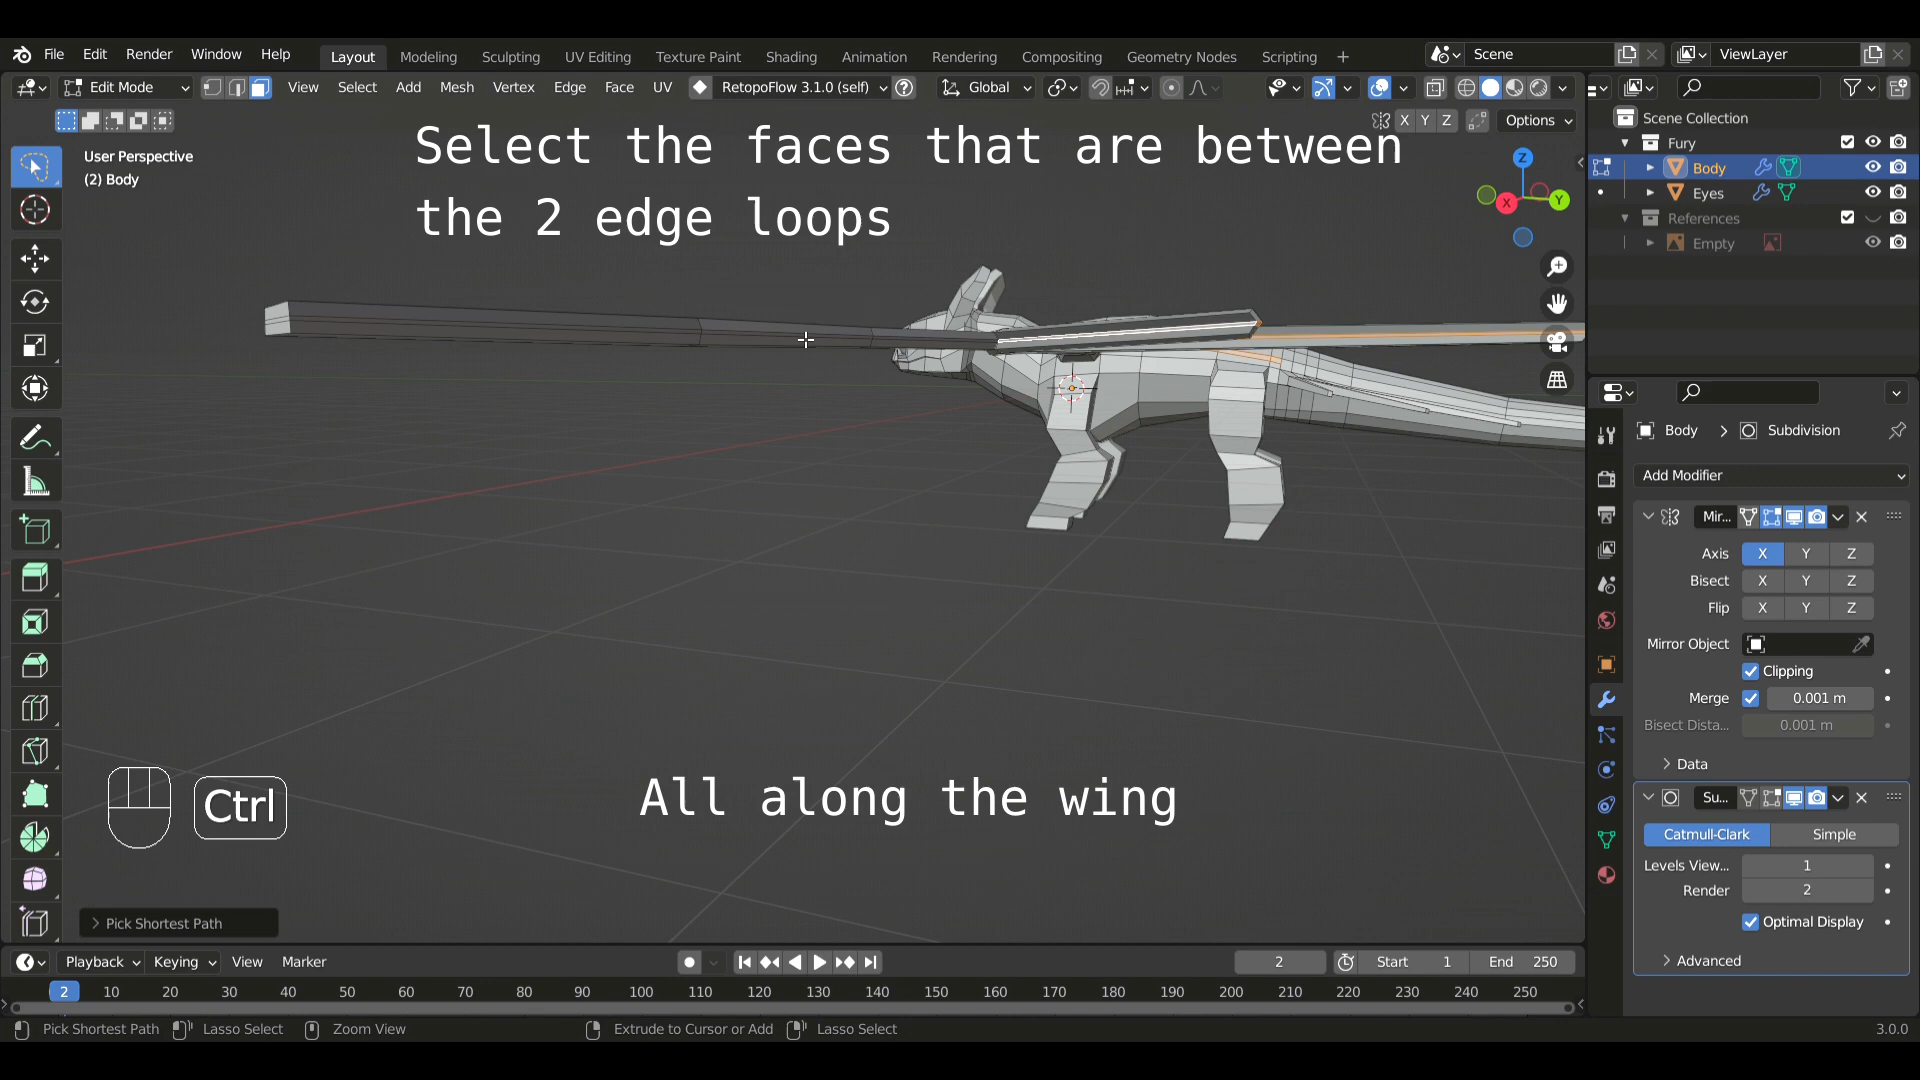 File Edit Render Window Help Layout Modeling Sculpting UV Editing Texture Paint Shading Animation Rendering Compositing Geometry Nodes Scripting + Scene ViewLayer
Edit Mode View Select Add Mesh Vertex Edge Face UV RetopoFlow 3.1.0 (self) Global
X Y Z Options
Select the faces that are between
the 2 edge loops
User Perspective
(2) Body
Z
X Y
Scene Collection
Fury
Body
Eyes
References
Empty
Body > Subdivision
Add Modifier
Mir...
Axis X Y Z
Bisect X Y Z
Flip X Y Z
Mirror Object
Clipping
Merge 0.001 m
Bisect Dista... 0.001 m
Data
Su...
Catmull-Clark Simple
Levels View... 1
Render 2
Optimal Display
Advanced
All along the wing
Ctrl
Pick Shortest Path
Playback Keying View Marker 2 Start 1 End 250
2 10 20 30 40 50 60 70 80 90 100 110 120 130 140 150 160 170 180 190 200 210 220 230 240 250
Pick Shortest Path Lasso Select Zoom View Extrude to Cursor or Add Lasso Select 3.0.0